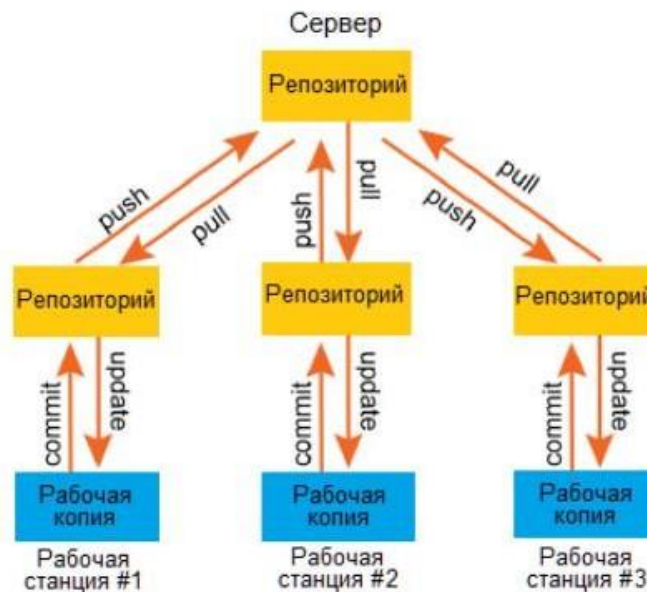 Сервер
Репозиторий
push
pull
push
pull
push
pull
Репозиторий
Репозиторий
Репозиторий
commit
update
commit
update
commit
update
Рабочая
копия
Рабочая
копия
Рабочая
копия
Рабочая
станция #1
Рабочая
станция #2
Рабочая
станция #3